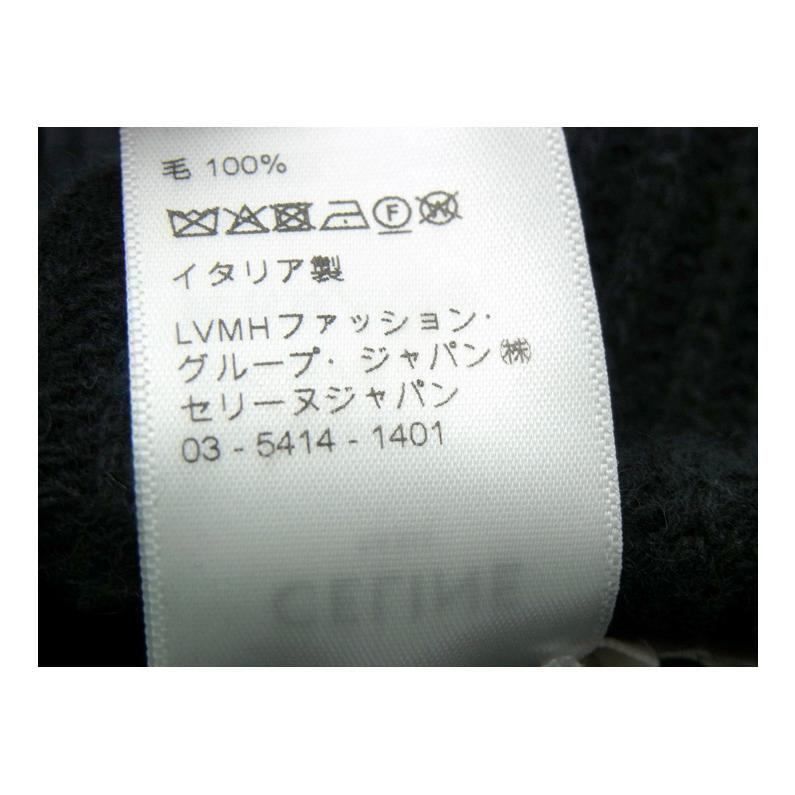 毛 100%
F W
イタリア製
LVMHファッション・
グループ・ジャパン㈱
セリーヌジャパン
03 - 5414 - 1401
CELINE